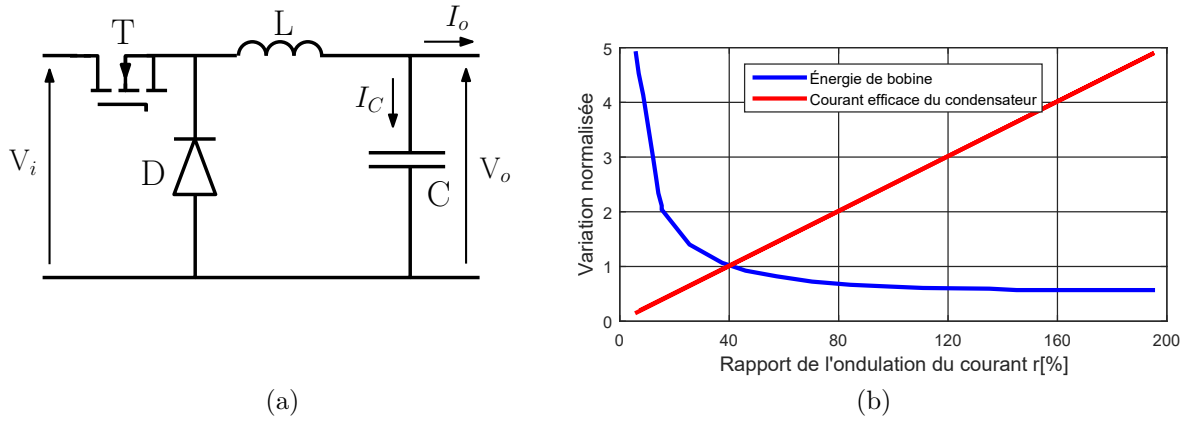 T
L
I_o
I_C
V_i
D
C
V_o
(a)
Énergie de bobine
Courant efficace du condensateur
Variation normalisée
5
4
3
2
1
0
0 40 80 120 160 200
Rapport de l'ondulation du courant r[%]
(b)